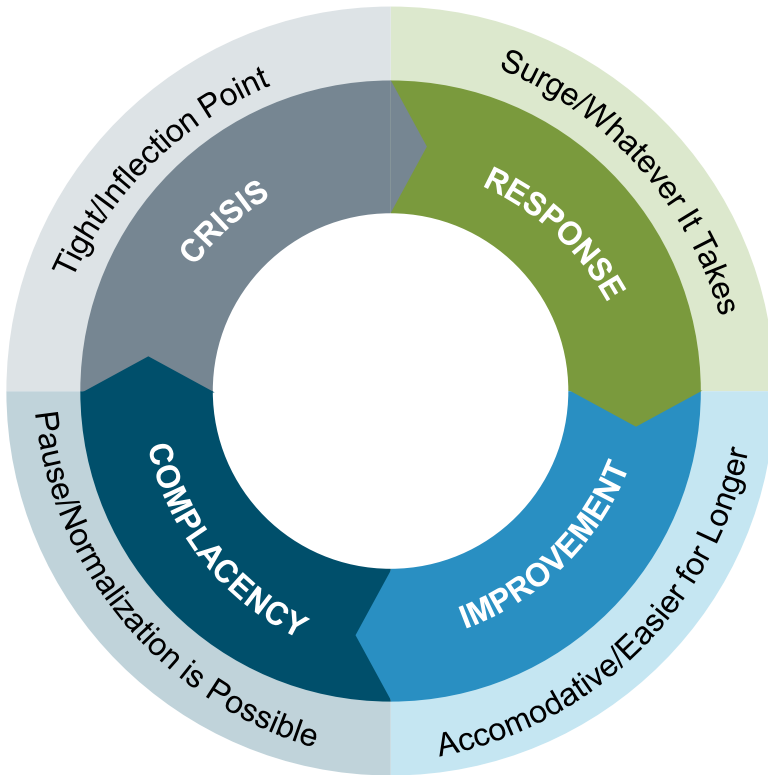 Tight/Inflection Point
CRISIS
Surge/Whatever It Takes
RESPONSE
Accomodative/Easier for Longer
IMPROVEMENT
Pause/Normalization is Possible
COMPLACENCY